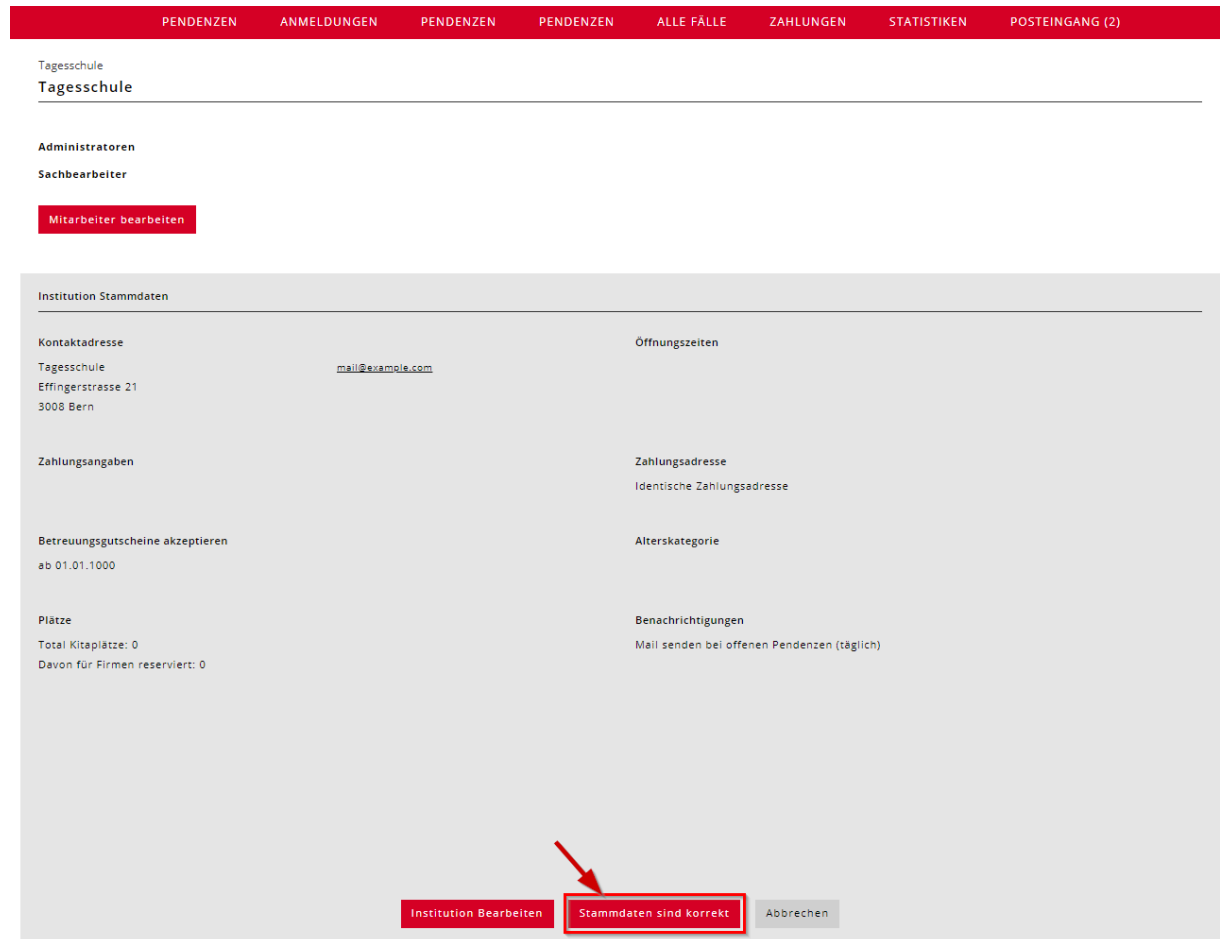 PENDENZEN ANMELDUNGEN PENDENZEN PENDENZEN ALLE FÄLLE ZAHLUNGEN STATISTIKEN POSTEINGANG (2)
Tagesschule
Tagesschule
Administratoren
Sachbearbeiter
Mitarbeiter bearbeiten
Institution Stammdaten
Kontaktadresse
Tagesschule mail@example.com
Effingerstrasse 21
3008 Bern
Öffnungszeiten
Zahlungsangaben
Zahlungsadresse
Identische Zahlungsadresse
Betreuungsgutscheine akzeptieren
ab 01.01.1000
Alterskategorie
Plätze
Total Kitaplätze: 0
Davon für Firmen reserviert: 0
Benachrichtigungen
Mail senden bei offenen Pendenzen (täglich)
Institution Bearbeiten Stammdaten sind korrekt Abbrechen